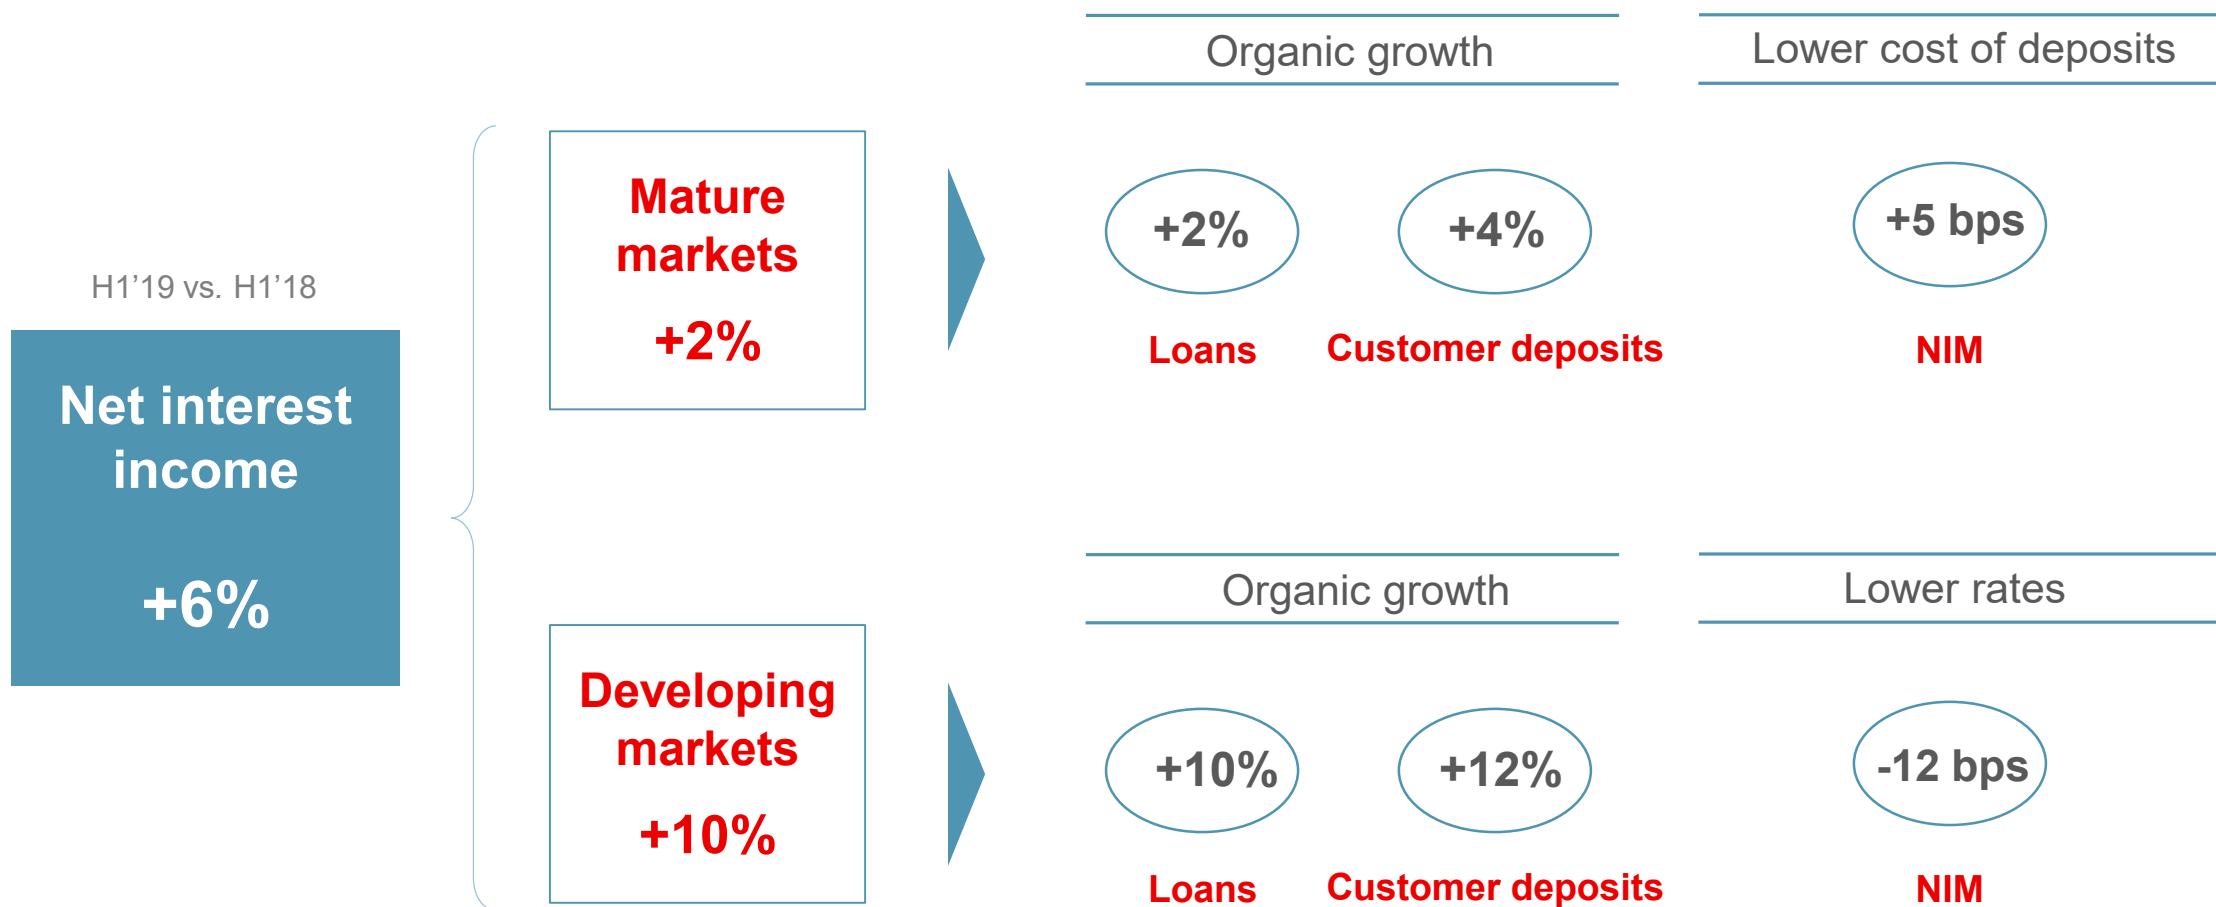 H1’19 vs. H1’18
Net interest
income
+6%
Mature
markets
+2%
Organic growth
Lower cost of deposits
+2%
+4%
+5 bps
Loans
Customer deposits
NIM
Developing
markets
+10%
Organic growth
Lower rates
+10%
+12%
-12 bps
Loans
Customer deposits
NIM